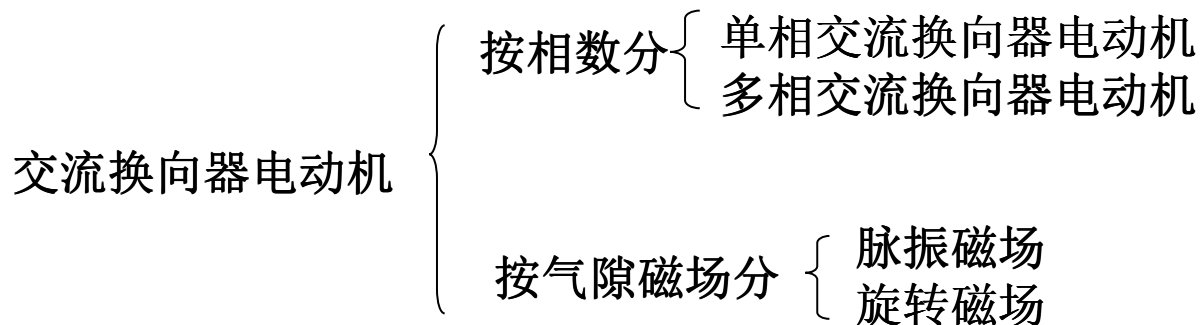 交流换向器电动机
按相数分
单相交流换向器电动机
多相交流换向器电动机
按气隙磁场分
脉振磁场
旋转磁场